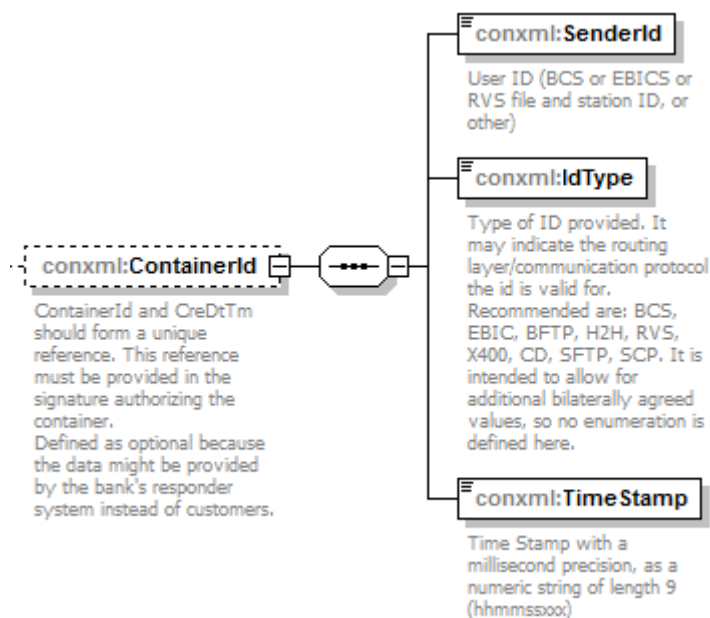 conxml:SenderId
User ID (BCS or EBICS or
RVS file and station ID, or
other)
conxml:IdType
Type of ID provided. It
may indicate the routing
layer/communication protocol
the id is valid for.
Recommended are: BCS,
EBIC, BFTP, H2H, RVS,
X400, CD, SFTP, SCP. It is
intended to allow for
additional bilaterally agreed
values, so no enumeration is
defined here.
conxml:ContainerId
ContainerId and CreDtTm
should form a unique
reference. This reference
must be provided in the
signature authorizing the
container.
Defined as optional because
the data might be provided
by the bank's responder
system instead of customers.
conxml:TimeStamp
Time Stamp with a
millisecond precision, as a
numeric string of length 9
(hhmmssxxx)